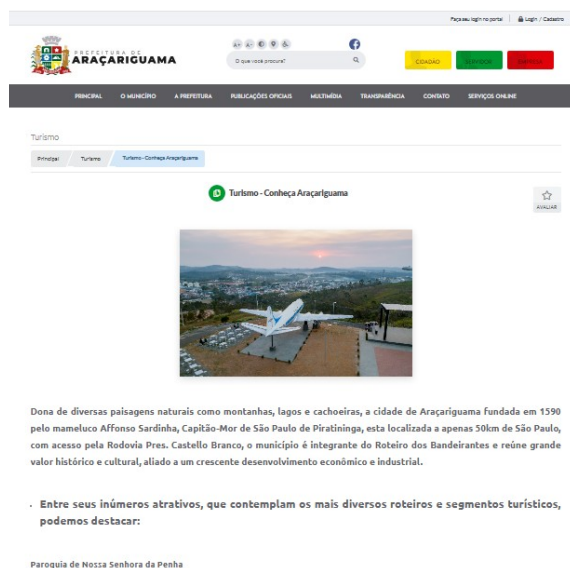 Faça seu login no portal
Login / Cadastro
PREFEITURA DE
ARAÇARIGUAMA
A+ A-
O que você procura?
CIDADÃO
SERVIDOR
EMPRESA
PRINCIPAL O MUNICÍPIO A PREFEITURA PUBLICAÇÕES OFICIAIS MULTIMÍDIA TRANSPARÊNCIA CONTATO SERVIÇOS ONLINE
Turismo
Principal Turismo Turismo - Conheça Araçariguama
Turismo - Conheça Araçariguama
AVALIAR
Dona de diversas paisagens naturais como montanhas, lagos e cachoeiras, a cidade de Araçariguama fundada em 1590
pelo mameluco Affonso Sardinha, Capitão-Mor de São Paulo de Piratininga, esta localizada a apenas 50km de São Paulo,
com acesso pela Rodovia Pres. Castello Branco, o município é integrante do Roteiro dos Bandeirantes e reúne grande
valor histórico e cultural, aliado a um crescente desenvolvimento econômico e industrial.
• Entre seus inúmeros atrativos, que contemplam os mais diversos roteiros e segmentos turísticos,
podemos destacar:
Paroquia de Nossa Senhora da Penha